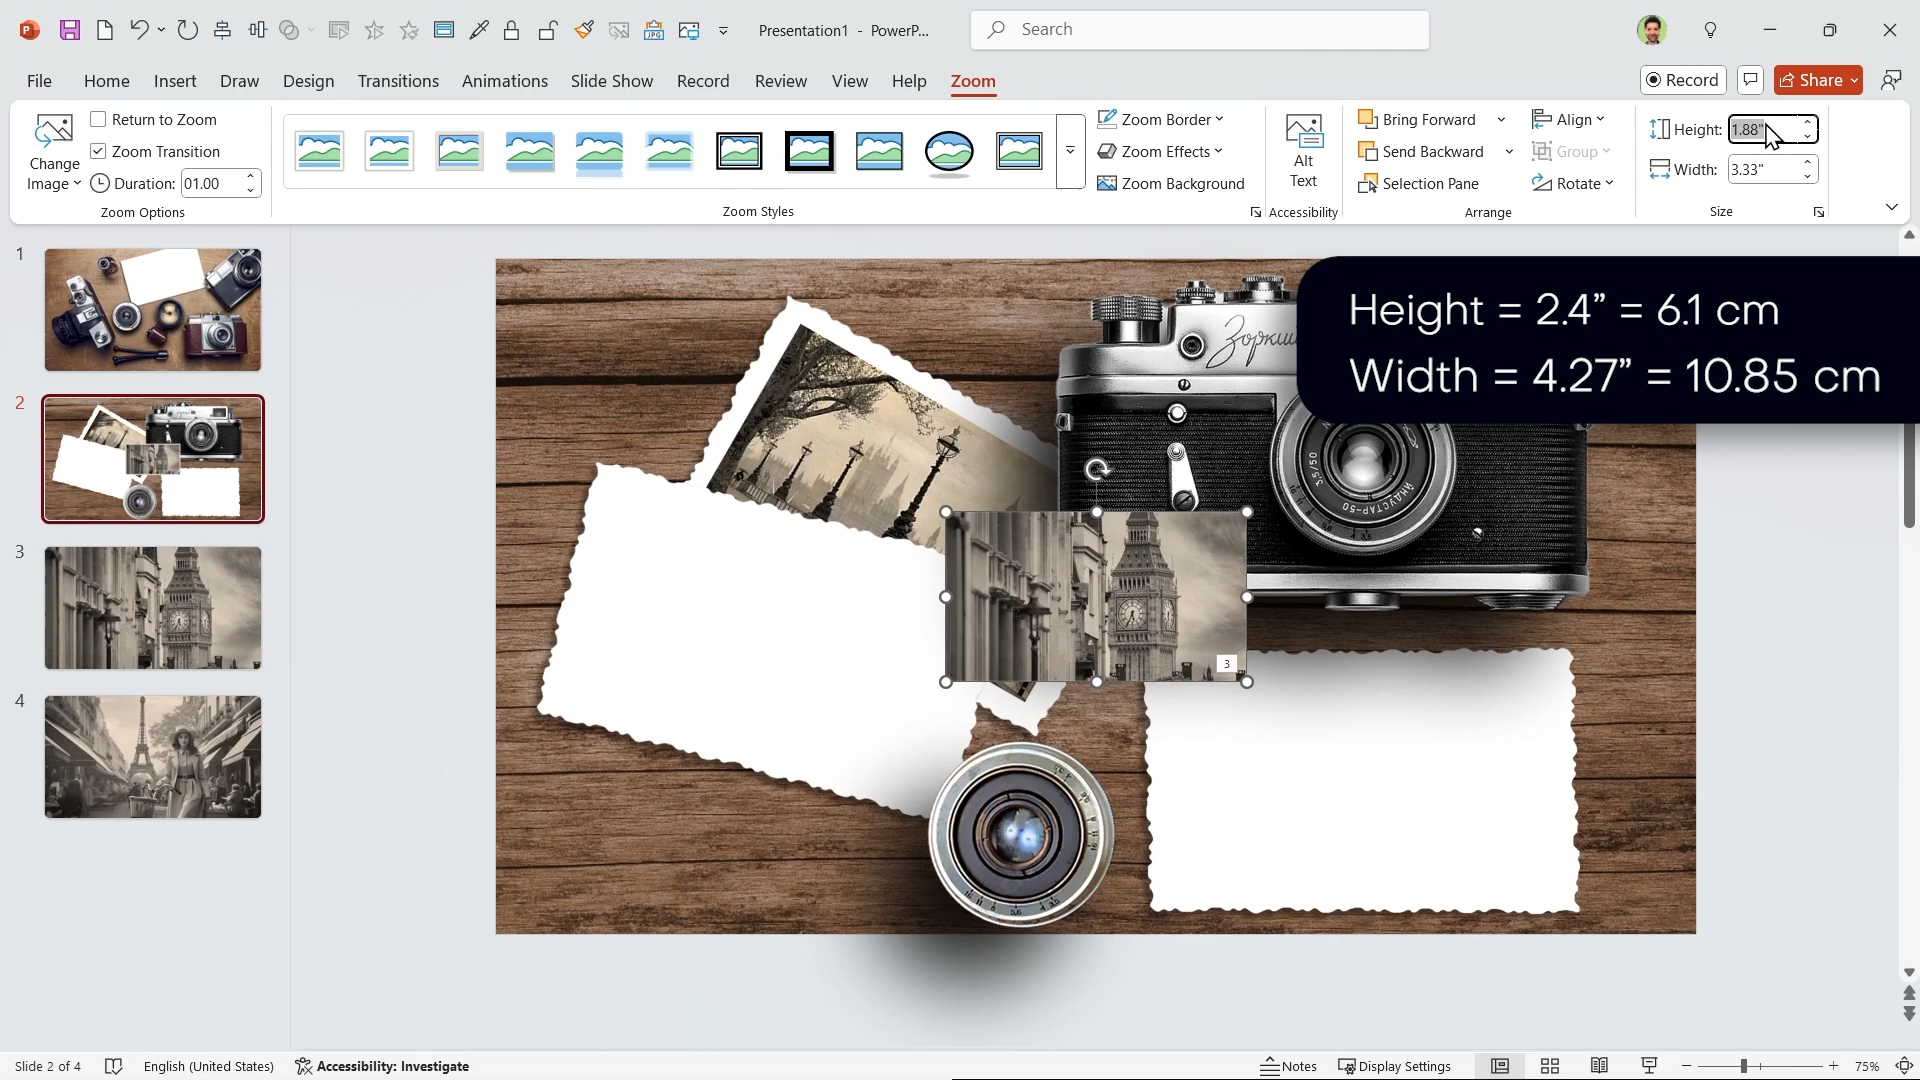 Presentation1 - PowerP...
Search
File
Home
Insert
Draw
Design
Transitions
Animations
Slide Show
Record
Review
View
Help
Zoom
Record
Share
Change
Image
Return to Zoom
Zoom Transition
Duration: 01.00
Zoom Options
Zoom Styles
Zoom Border
Zoom Effects
Zoom Background
Alt
Text
Accessibility
Bring Forward
Send Backward
Selection Pane
Align
Group
Rotate
Arrange
Height: 1.88"
Width: 3.33"
Size
1
2
3
4
Height = 2.4” = 6.1 cm
Width = 4.27” = 10.85 cm
3
Slide 2 of 4
English (United States)
Accessibility: Investigate
Notes
Display Settings
75%